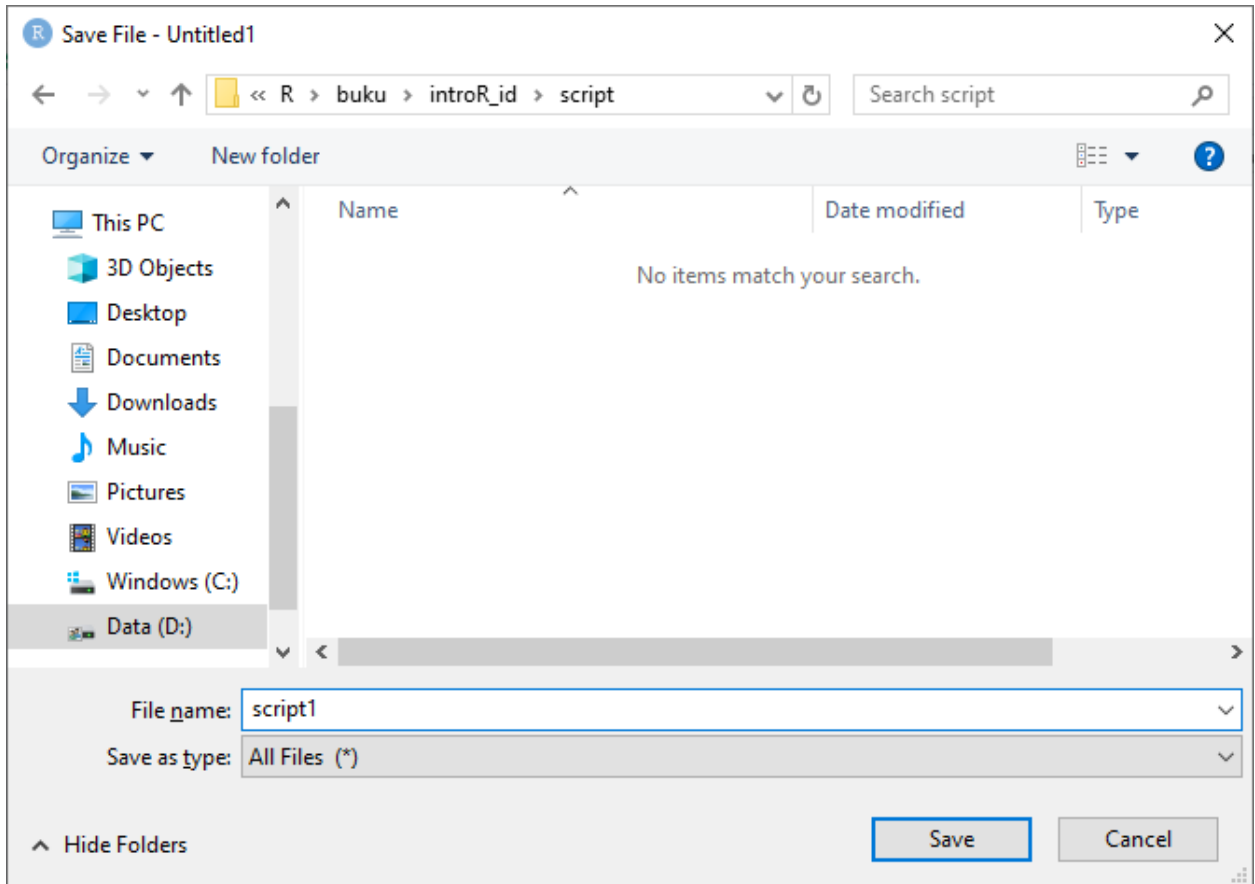 R Save File - Untitled1
« R > buku > introR_id > script
Search script
Organize
New folder
?
This PC
3D Objects
Desktop
Documents
Downloads
Music
Pictures
Videos
Windows (C:)
Data (D:)
Name Date modified Type
No items match your search.
File name: script1
Save as type: All Files (*)
Hide Folders
Save
Cancel